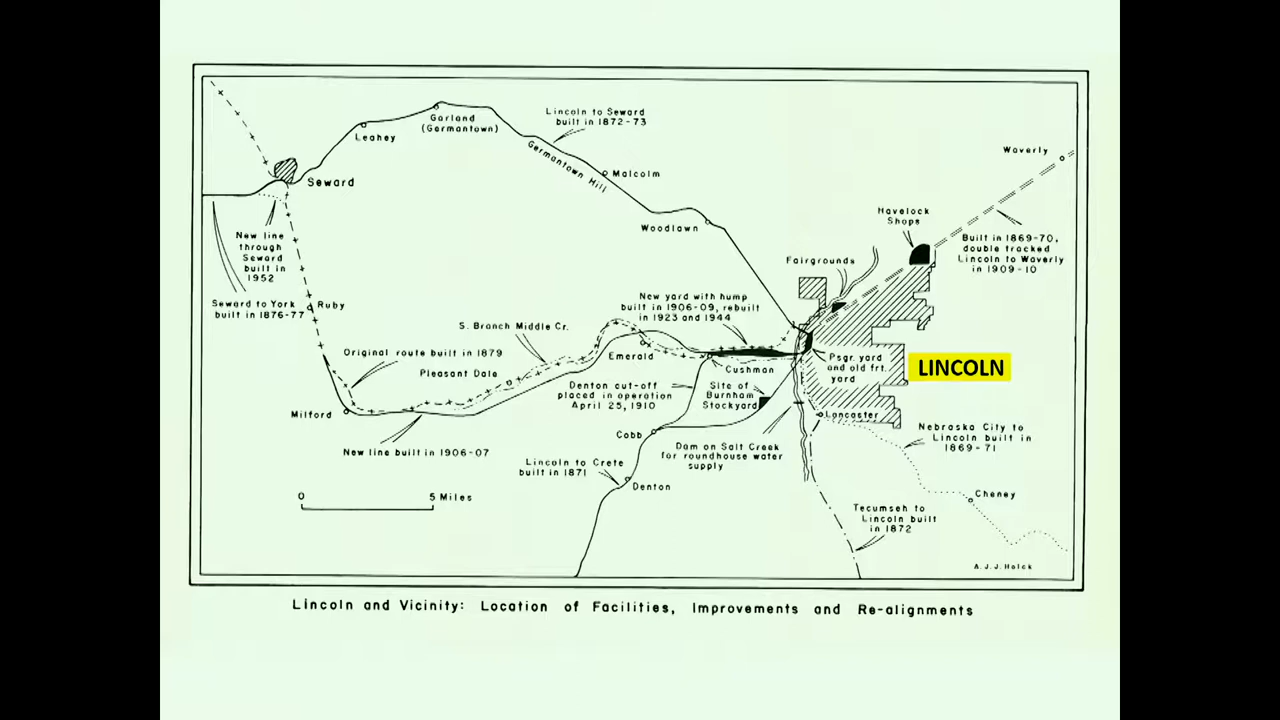 Lincoln to Seward
built in 1872-73
Garland
(Germantown)
Leahey
Germantown Hill
Malcolm
Waverly
Seward
Woodlawn
Havelock
Shops
New line
through
Seward
built in
1952
Built in 1869-70,
double tracked
Lincoln to Waverly
in 1909-10
Fairgrounds
Seward to York
built in 1876-77
Ruby
New yard with hump
built in 1906-09, rebuilt
in 1923 and 1944
S. Branch Middle Cr.
Original route built in 1879
Emerald
Pleasant Dale
Cushman
Psgr. yard
and old frt.
yard
LINCOLN
Denton cut-off
placed in operation
April 25, 1910
Site of
Burnham
Stockyard
Milford
Lancaster
Cobb
New line built in 1906-07
Dam on Salt Creek
for roundhouse water
supply
Nebraska City to
Lincoln built in
1869-71
Lincoln to Crete
built in 1871
Denton
0 5 Miles
Cheney
Tecumseh to
Lincoln built
in 1872
A.J.J. Holck
Lincoln and Vicinity: Location of Facilities, Improvements and Re-alignments